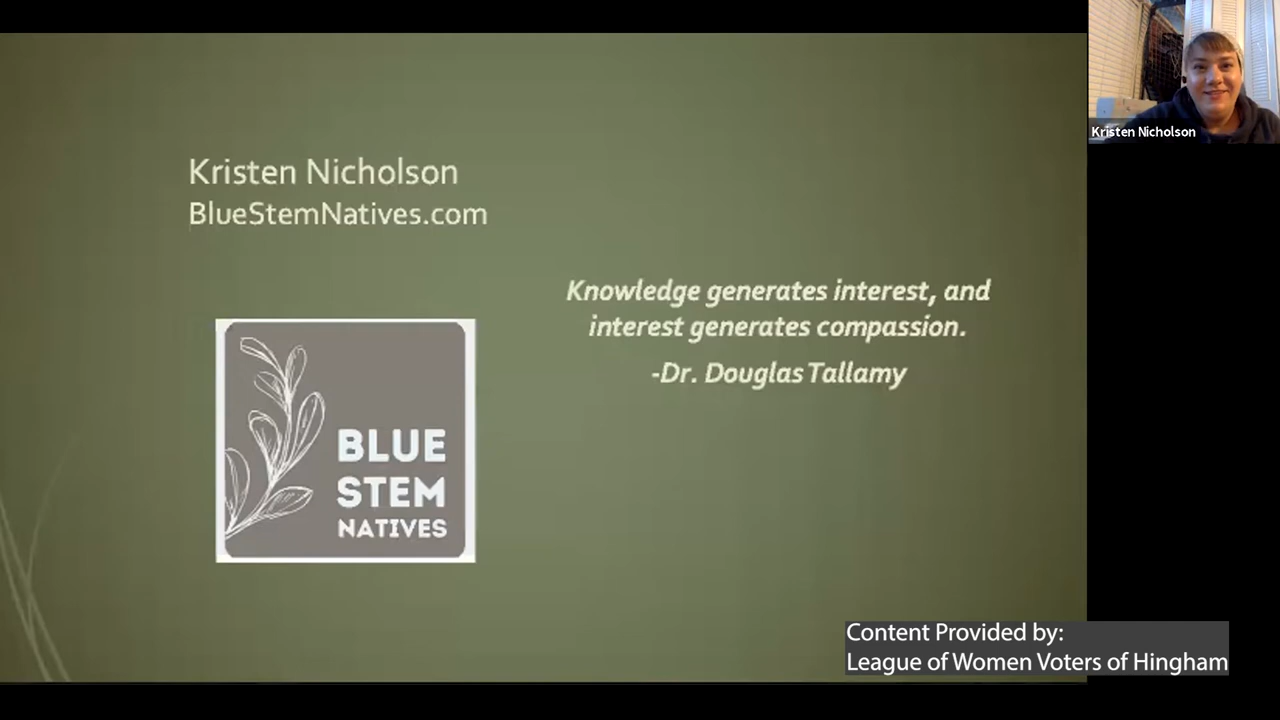 Kristen Nicholson
BlueStemNatives.com
Knowledge generates interest, and
interest generates compassion.
-Dr. Douglas Tallamy
BLUE
STEM
NATIVES
Kristen Nicholson
Content Provided by:
League of Women Voters of Hingham